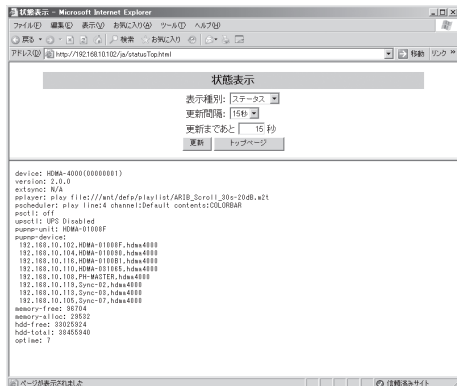 状態表示 - Microsoft Internet Explorer
ファイル(F) 編集(E) 表示(V) お気に入り(A) ツール(T) ヘルプ(H)
戻る 検索 お気に入り
アドレス(D) http://192.168.10.102/ja/statusTop.html 移動 リンク »
状態表示
表示種別: ステータス
更新間隔: 15秒
更新まであと 15 秒
更新 トップページ
device: HDMA-4000(00000001)
version: 2.0.0
extsync: N/A
pplayer: play file:///mnt/defp/playlist/ARIB_Scroll_30s-20dB.m2t
pscheduler: play line:4 channel:Default contents:COLORBAR
psctl: off
upsctl: UPS Disabled
pupnp-unit: HDMA-01008F
pupnp-device:
192.168.10.102,HDMA-01008F,hdma4000
192.168.10.104,HDMA-010090,hdma4000
192.168.10.116,HDMA-0100B1,hdma4000
192.168.10.110,HDMA-031065,hdma4000
192.168.10.108,PH-MASTER,hdma4000
192.168.10.119,Sync-02,hdma4000
192.168.10.113,Sync-03,hdma4000
192.168.10.105,Sync-07,hdma4000
memory-free: 96704
memory-alloc: 29532
hdd-free: 33025924
hdd-total: 38455940
optime: 7
ページが表示されました 信頼済みサイト